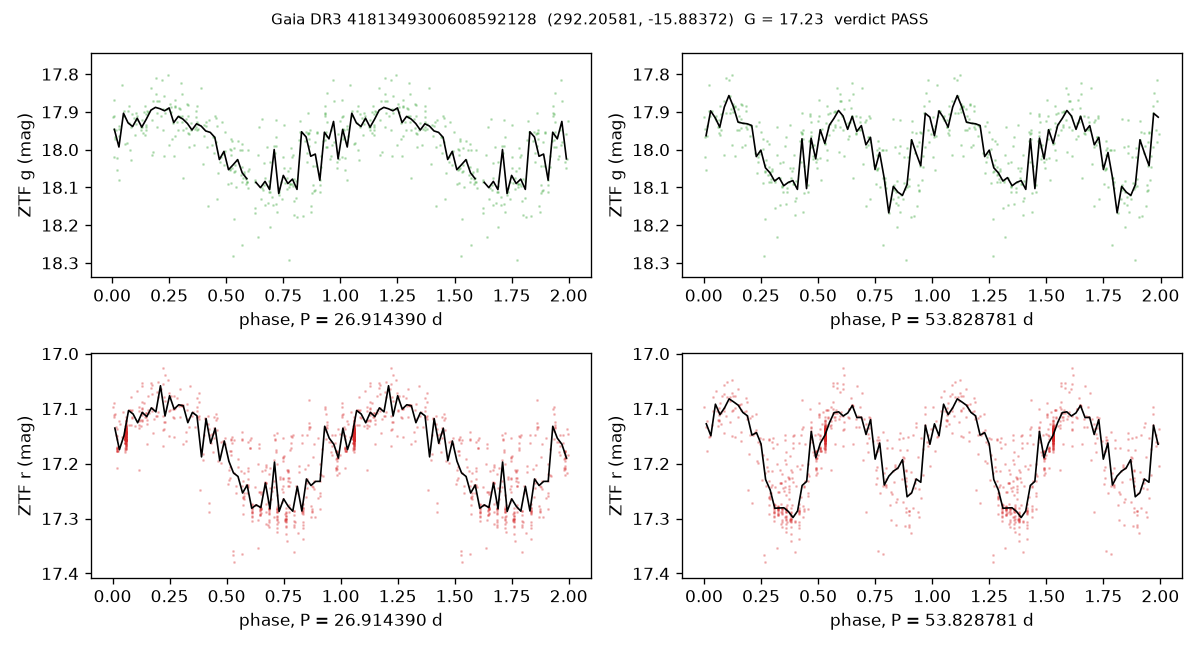 Gaia DR3 4181349300608592128  (292.20581, -15.88372)  G = 17.23  verdict PASS
ZTF g (mag)
17.8
17.9
18.0
18.1
18.2
18.3
0.00 0.25 0.50 0.75 1.00 1.25 1.50 1.75 2.00
phase, P = 26.914390 d
ZTF g (mag)
17.8
17.9
18.0
18.1
18.2
18.3
0.00 0.25 0.50 0.75 1.00 1.25 1.50 1.75 2.00
phase, P = 53.828781 d
ZTF r (mag)
17.0
17.1
17.2
17.3
17.4
0.00 0.25 0.50 0.75 1.00 1.25 1.50 1.75 2.00
phase, P = 26.914390 d
ZTF r (mag)
17.0
17.1
17.2
17.3
17.4
0.00 0.25 0.50 0.75 1.00 1.25 1.50 1.75 2.00
phase, P = 53.828781 d